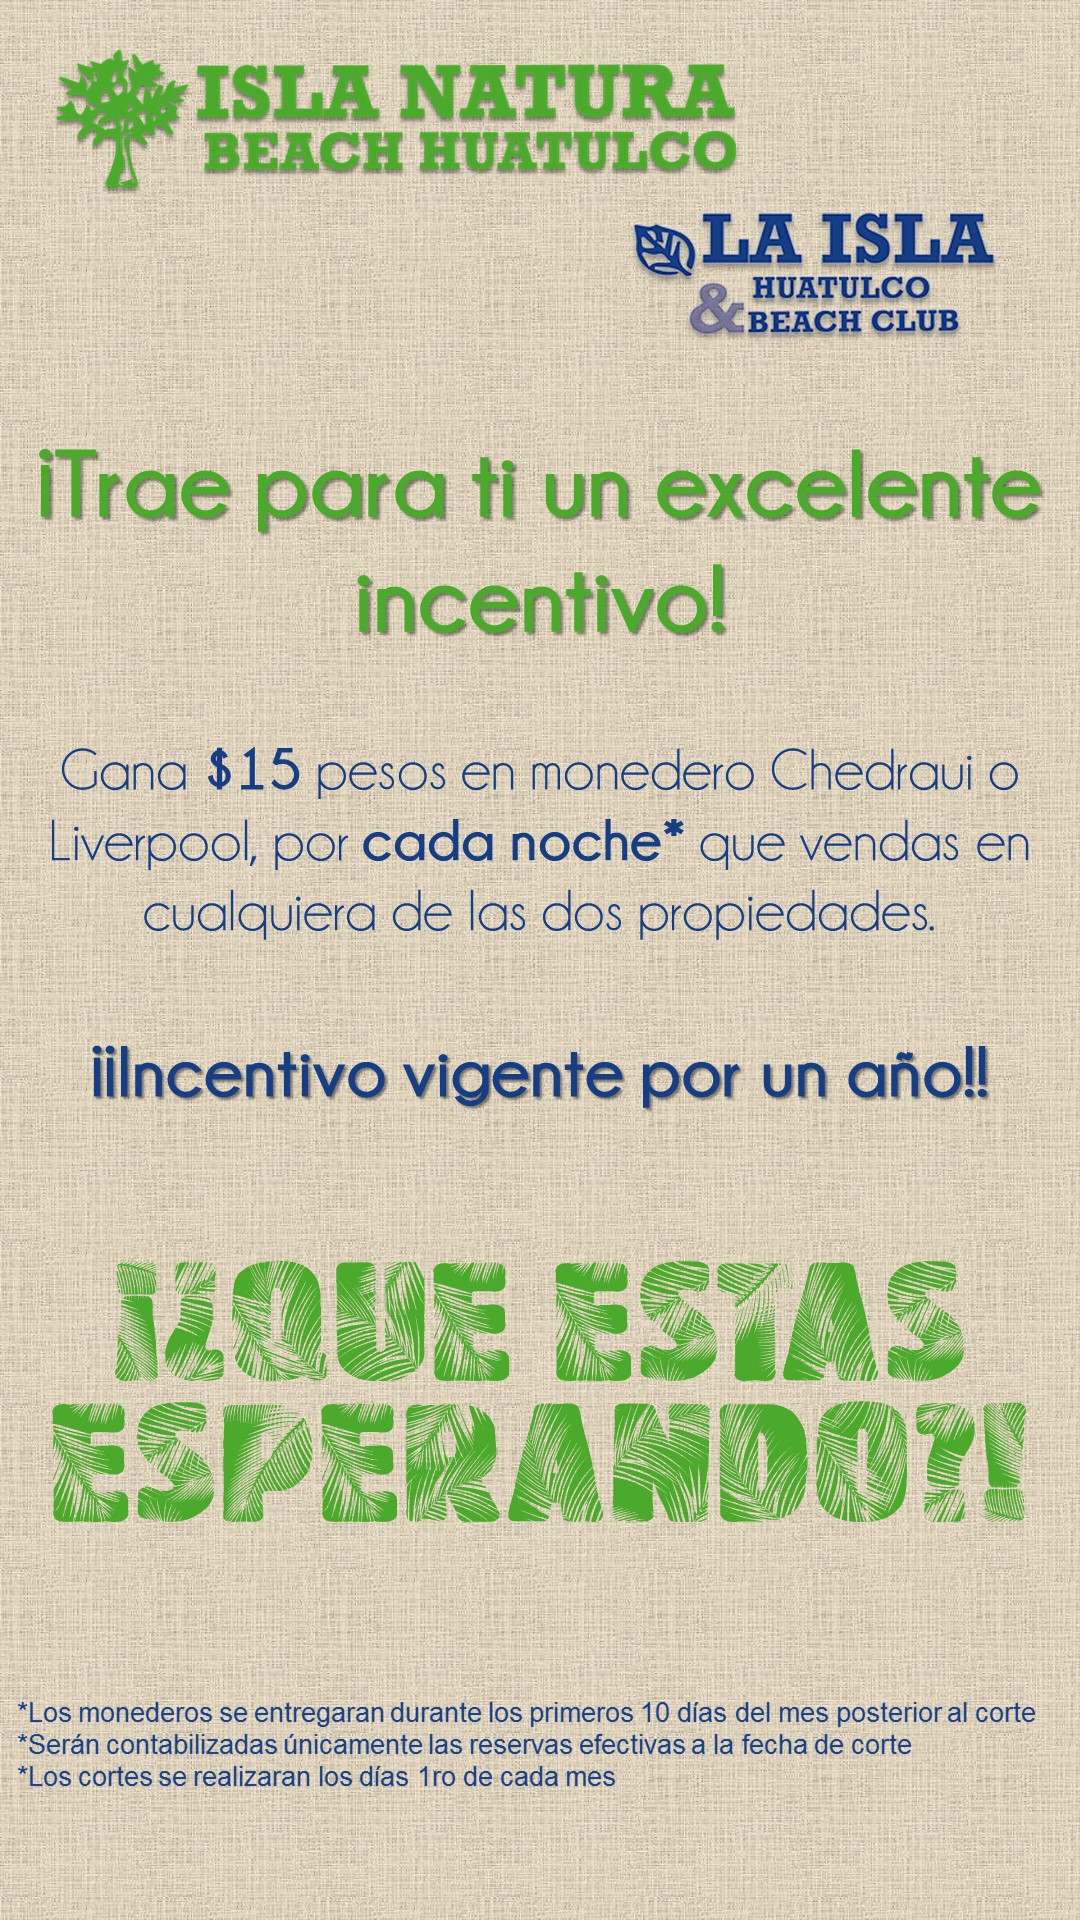 ISLA NATURA
BEACH HUATULCO
LA ISLA
HUATULCO
& BEACH CLUB
¡Trae para ti un excelente
incentivo!
Gana $15 pesos en monedero Chedraui o
Liverpool, por cada noche* que vendas en
cualquiera de las dos propiedades.
¡¡Incentivo vigente por un año!!
¡¿QUE ESTAS
ESPERANDO?!
*Los monederos se entregaran durante los primeros 10 días del mes posterior al corte
*Serán contabilizadas únicamente las reservas efectivas a la fecha de corte
*Los cortes se realizaran los días 1ro de cada mes